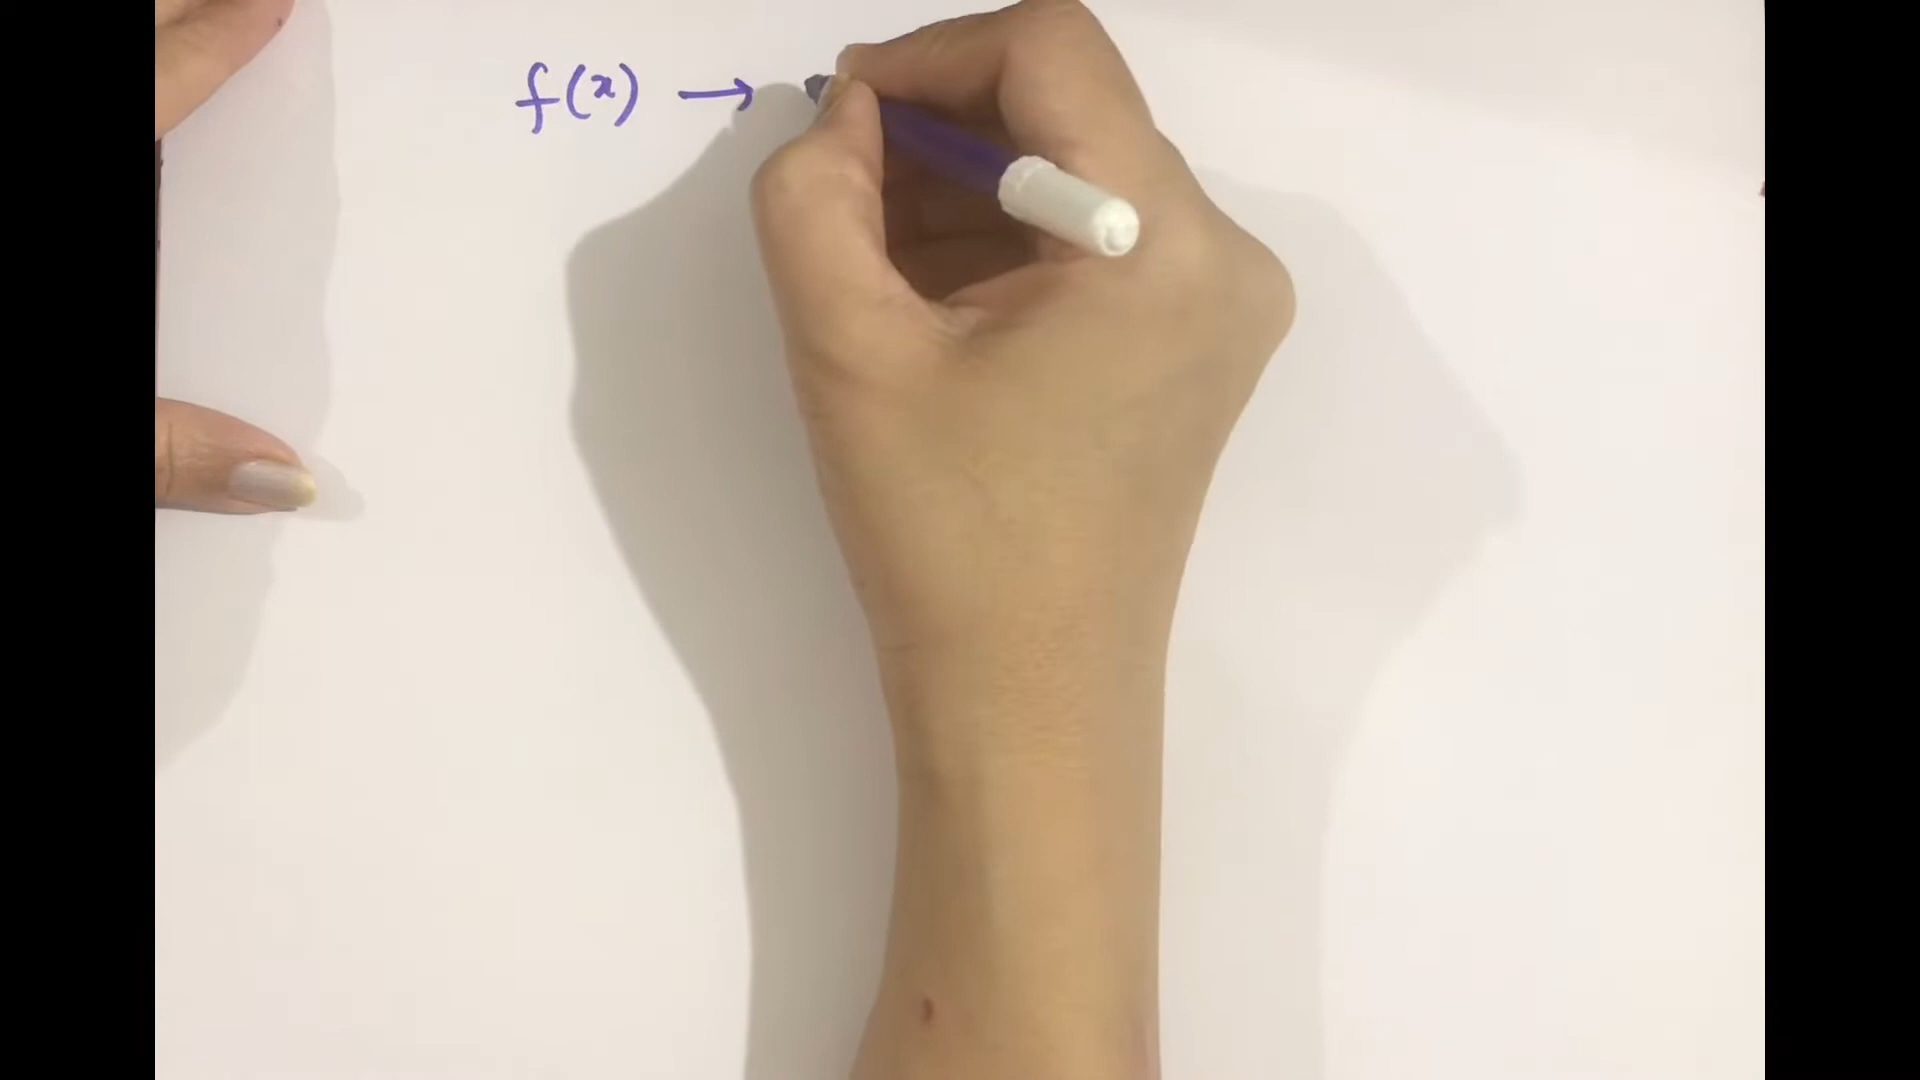 f(x) →